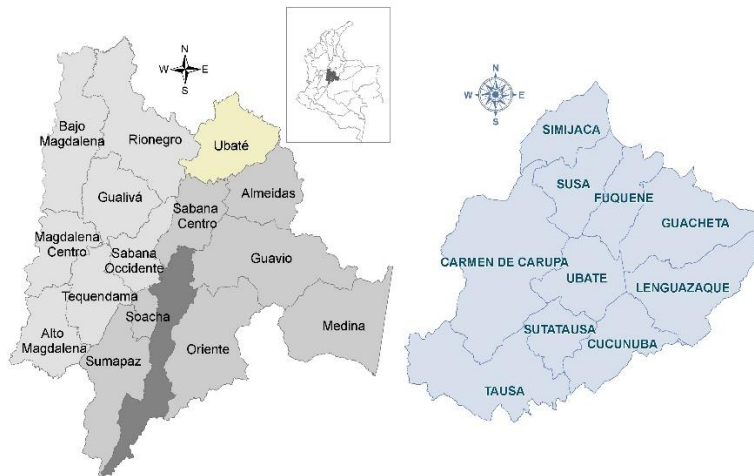 N
W E
S
Bajo
Magdalena
Rionegro
Ubaté
Gualivá
Almeidas
Sabana
Centro
Magdalena
Centro
Sabana
Occidente
Guavio
Tequendama
Soacha
Medina
Alto
Magdalena
Sumapaz
Oriente
N
W E
S
SIMIJACA
SUSA
FUQUENE
GUACHETA
CARMEN DE CARUPA
UBATE
LENGUAZAQUE
SUTATAUSA
CUCUNUBA
TAUSA